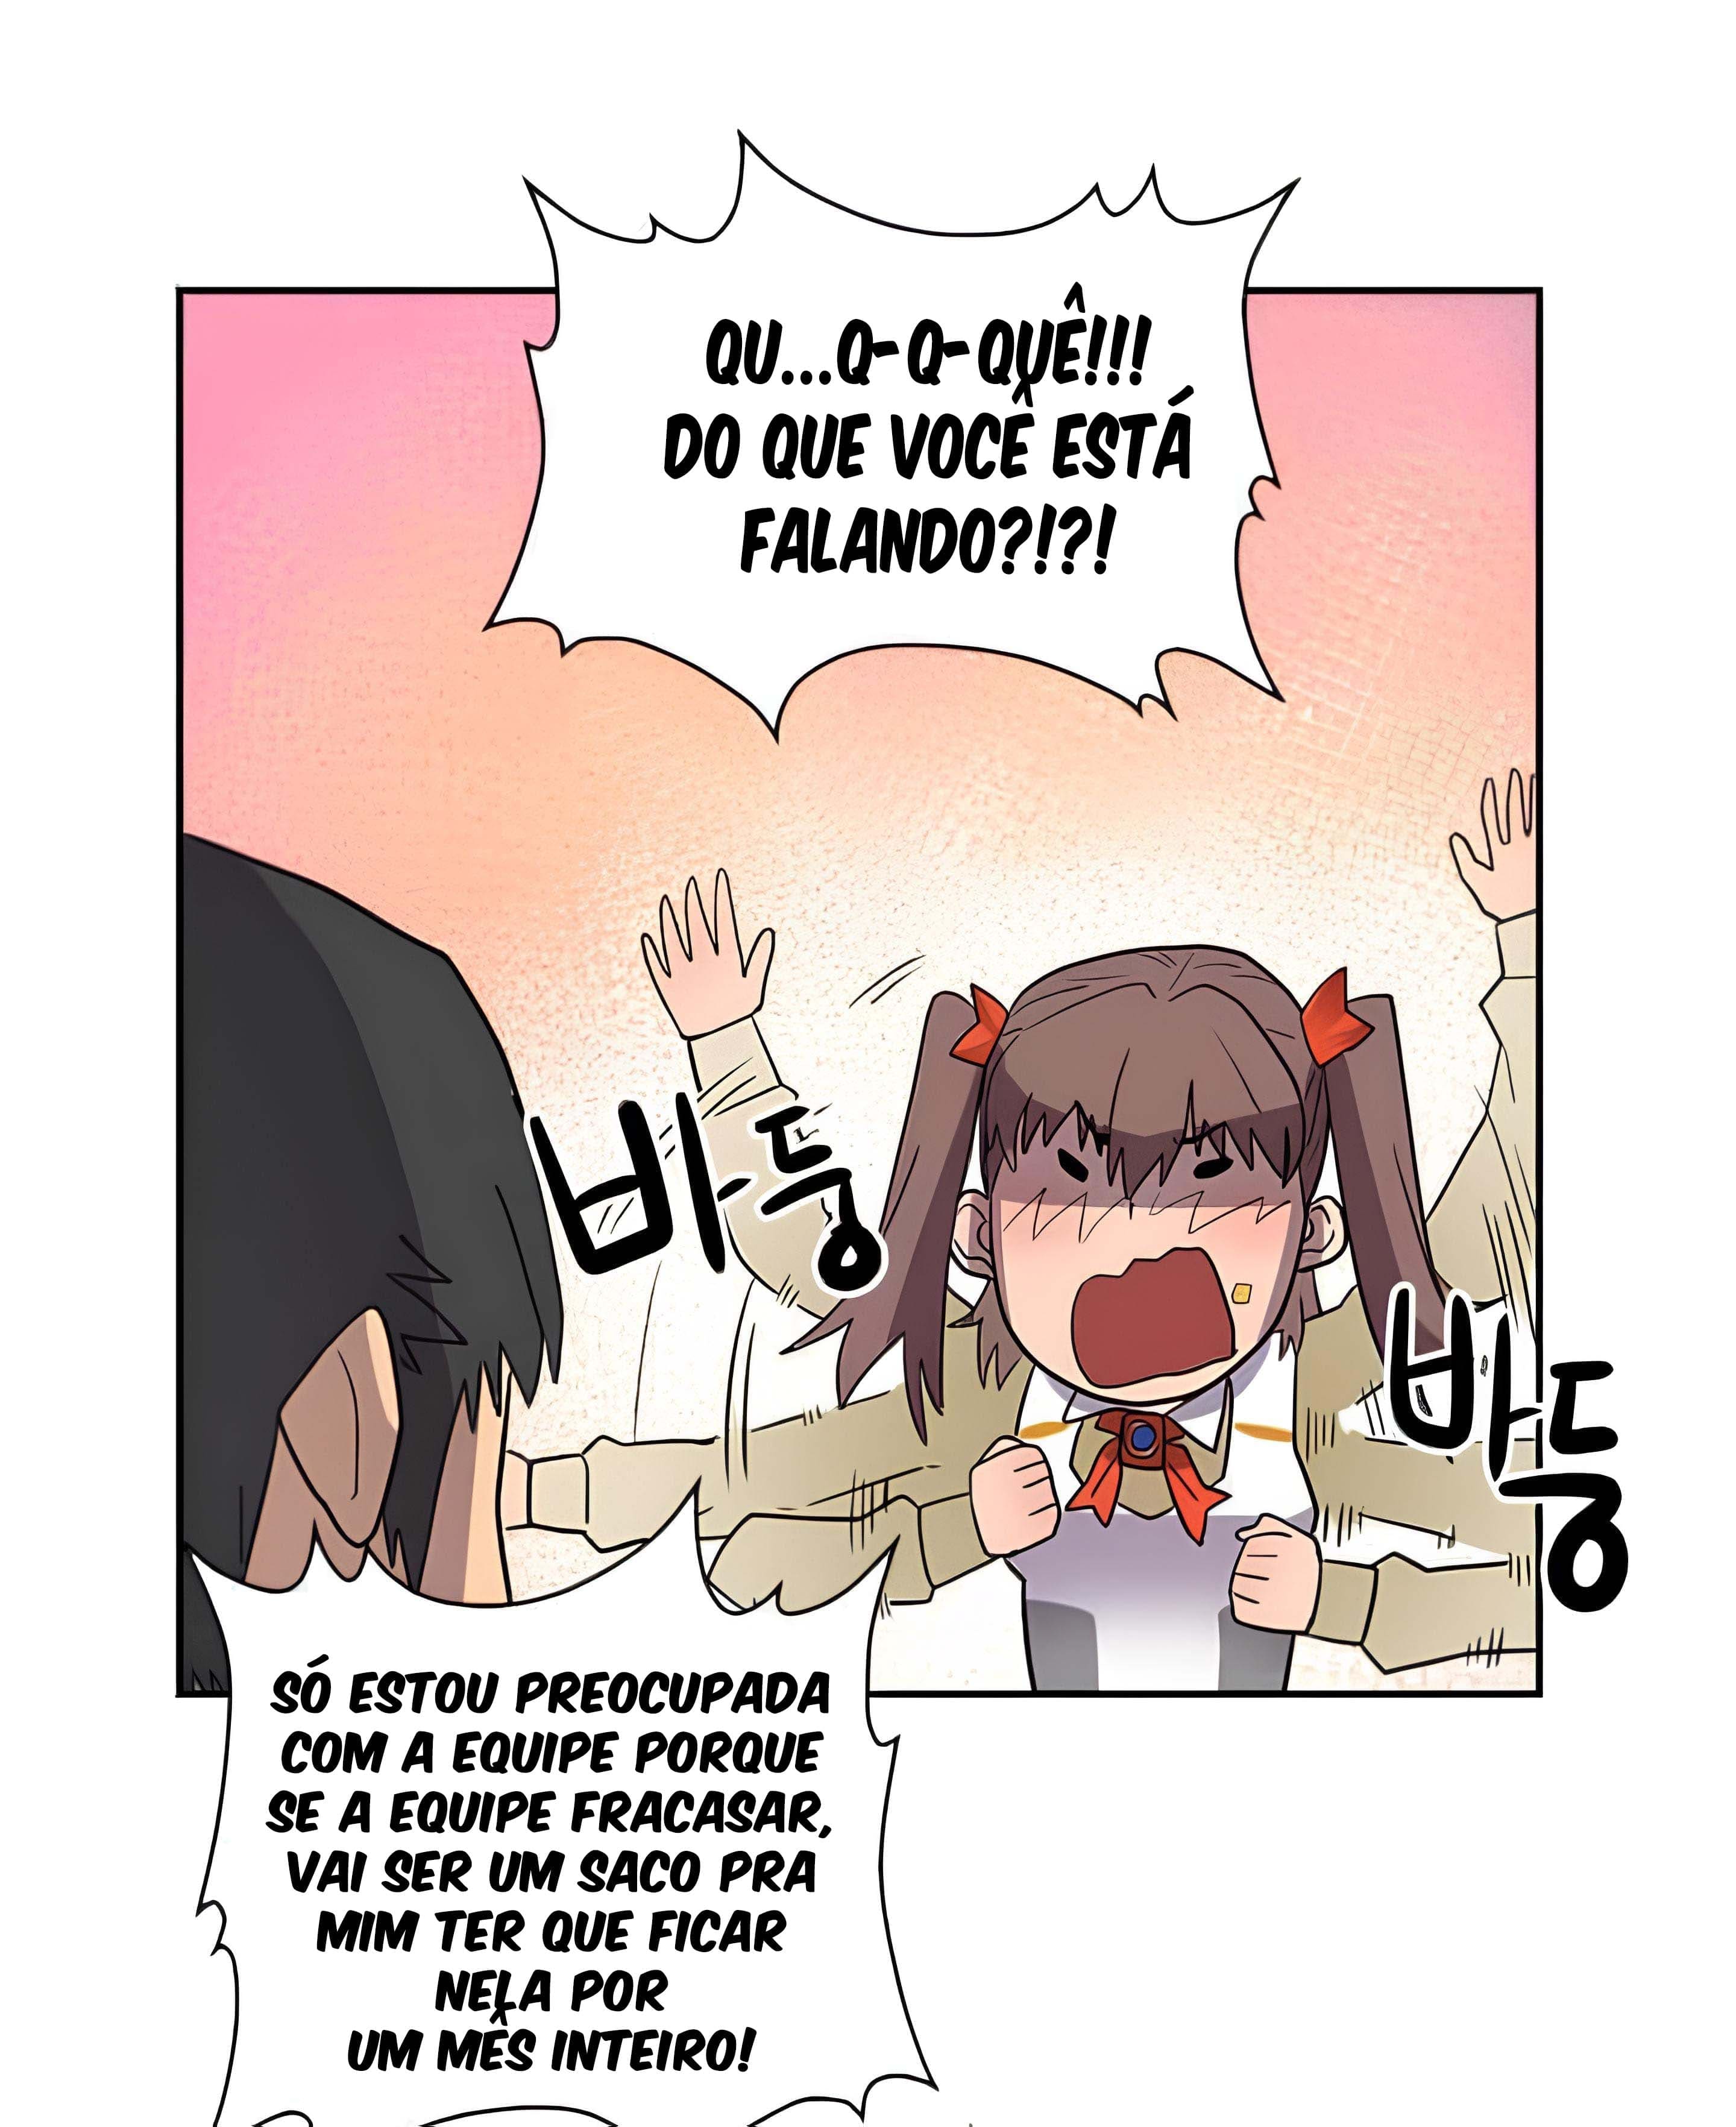 QU...Q-Q-QUÊ!!!
DO QUE VOCÊ ESTÁ
FALANDO?!?!
바둥
바둥
SÓ ESTOU PREOCUPADA
COM A EQUIPE PORQUE
SE A EQUIPE FRACASAR,
VAI SER UM SACO PRA
MIM TER QUE FICAR
NELA POR
UM MÊS INTEIRO!